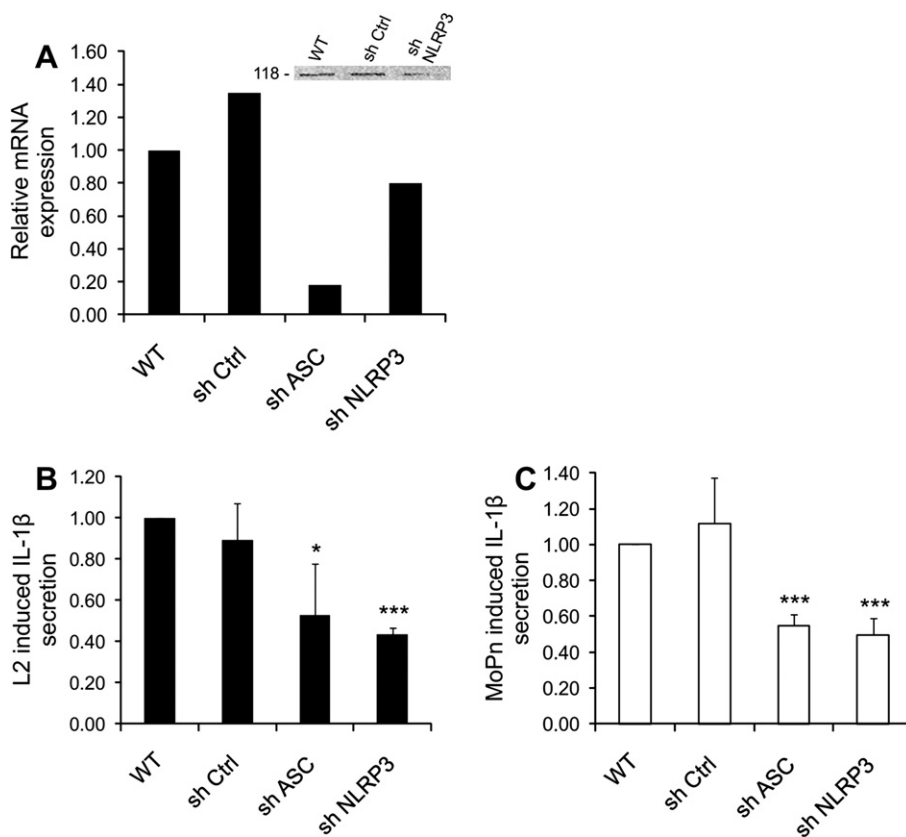 A
WT
sh Ctrl
sh NLRP3
118 -
Relative mRNA
expression
1.60
1.40
1.20
1.00
0.80
0.60
0.40
0.20
0.00
WT
sh Ctrl
sh ASC
sh NLRP3
B
L2 induced IL-1β
secretion
1.20
1.00
0.80
0.60
0.40
0.20
0.00
*
***
WT
sh Ctrl
sh ASC
sh NLRP3
C
MoPn induced IL-1β
secretion
1.40
1.20
1.00
0.80
0.60
0.40
0.20
0.00
***
***
WT
sh Ctrl
sh ASC
sh NLRP3